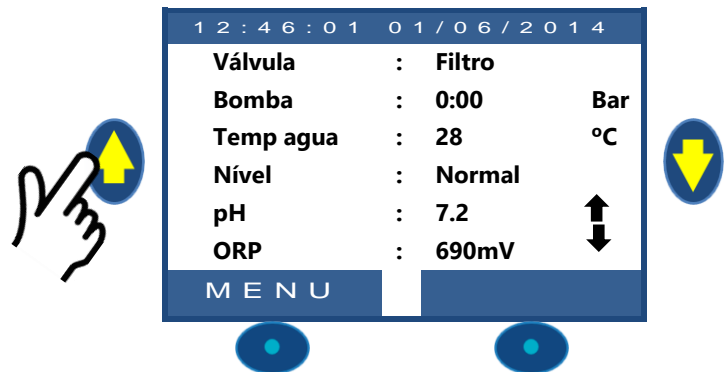 12:46:01 01/06/2014
Válvula : Filtro
Bomba : 0:00 Bar
Temp agua : 28 ºC
Nível : Normal
pH : 7.2
ORP : 690mV
MENU